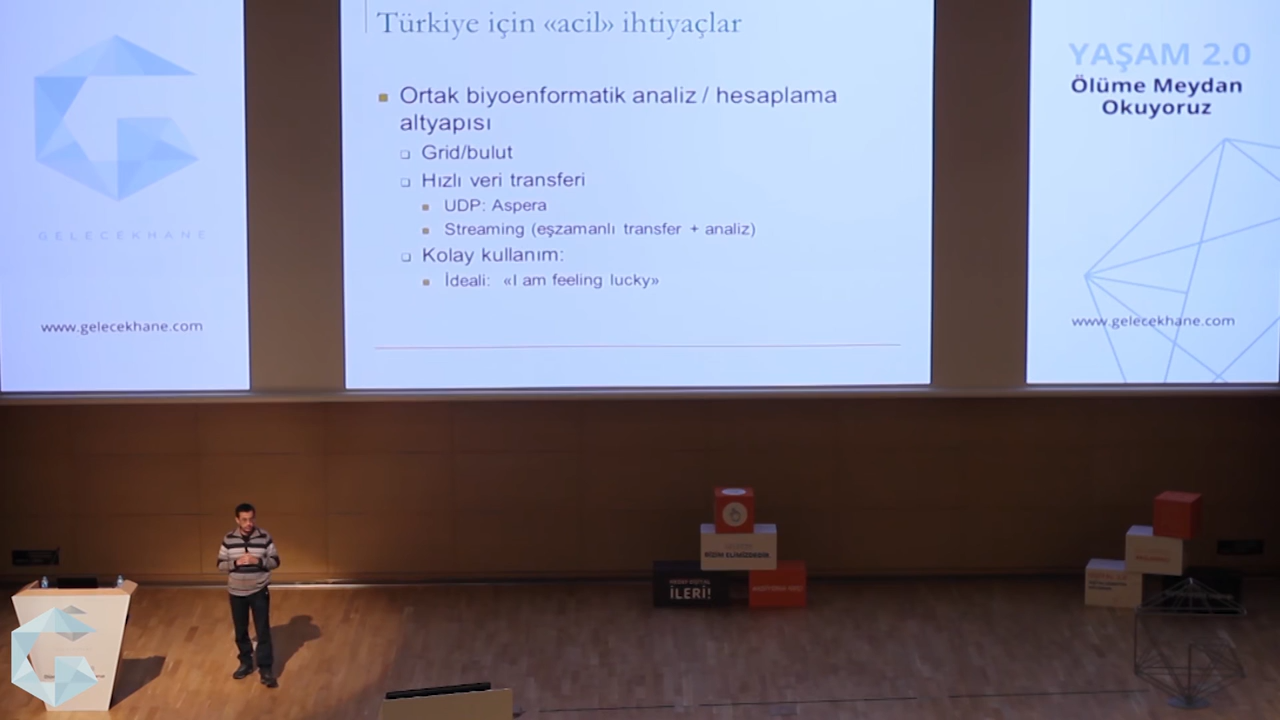 Türkiye için «acil» ihtiyaçlar
Ortak biyoenformatik analiz / hesaplama
altyapısı
Grid/bulut
Hızlı veri transferi
UDP: Aspera
Streaming (eşzamanlı transfer + analiz)
Kolay kullanım:
İdeali: «I am feeling lucky»
GELECEKHANE
www.gelecekhane.com
YAŞAM 2.0
Ölüme Meydan
Okuyoruz
www.gelecekhane.com
BİZİM ELİMİZDEDİR
HEDEF DİJİTAL
İLERİ!